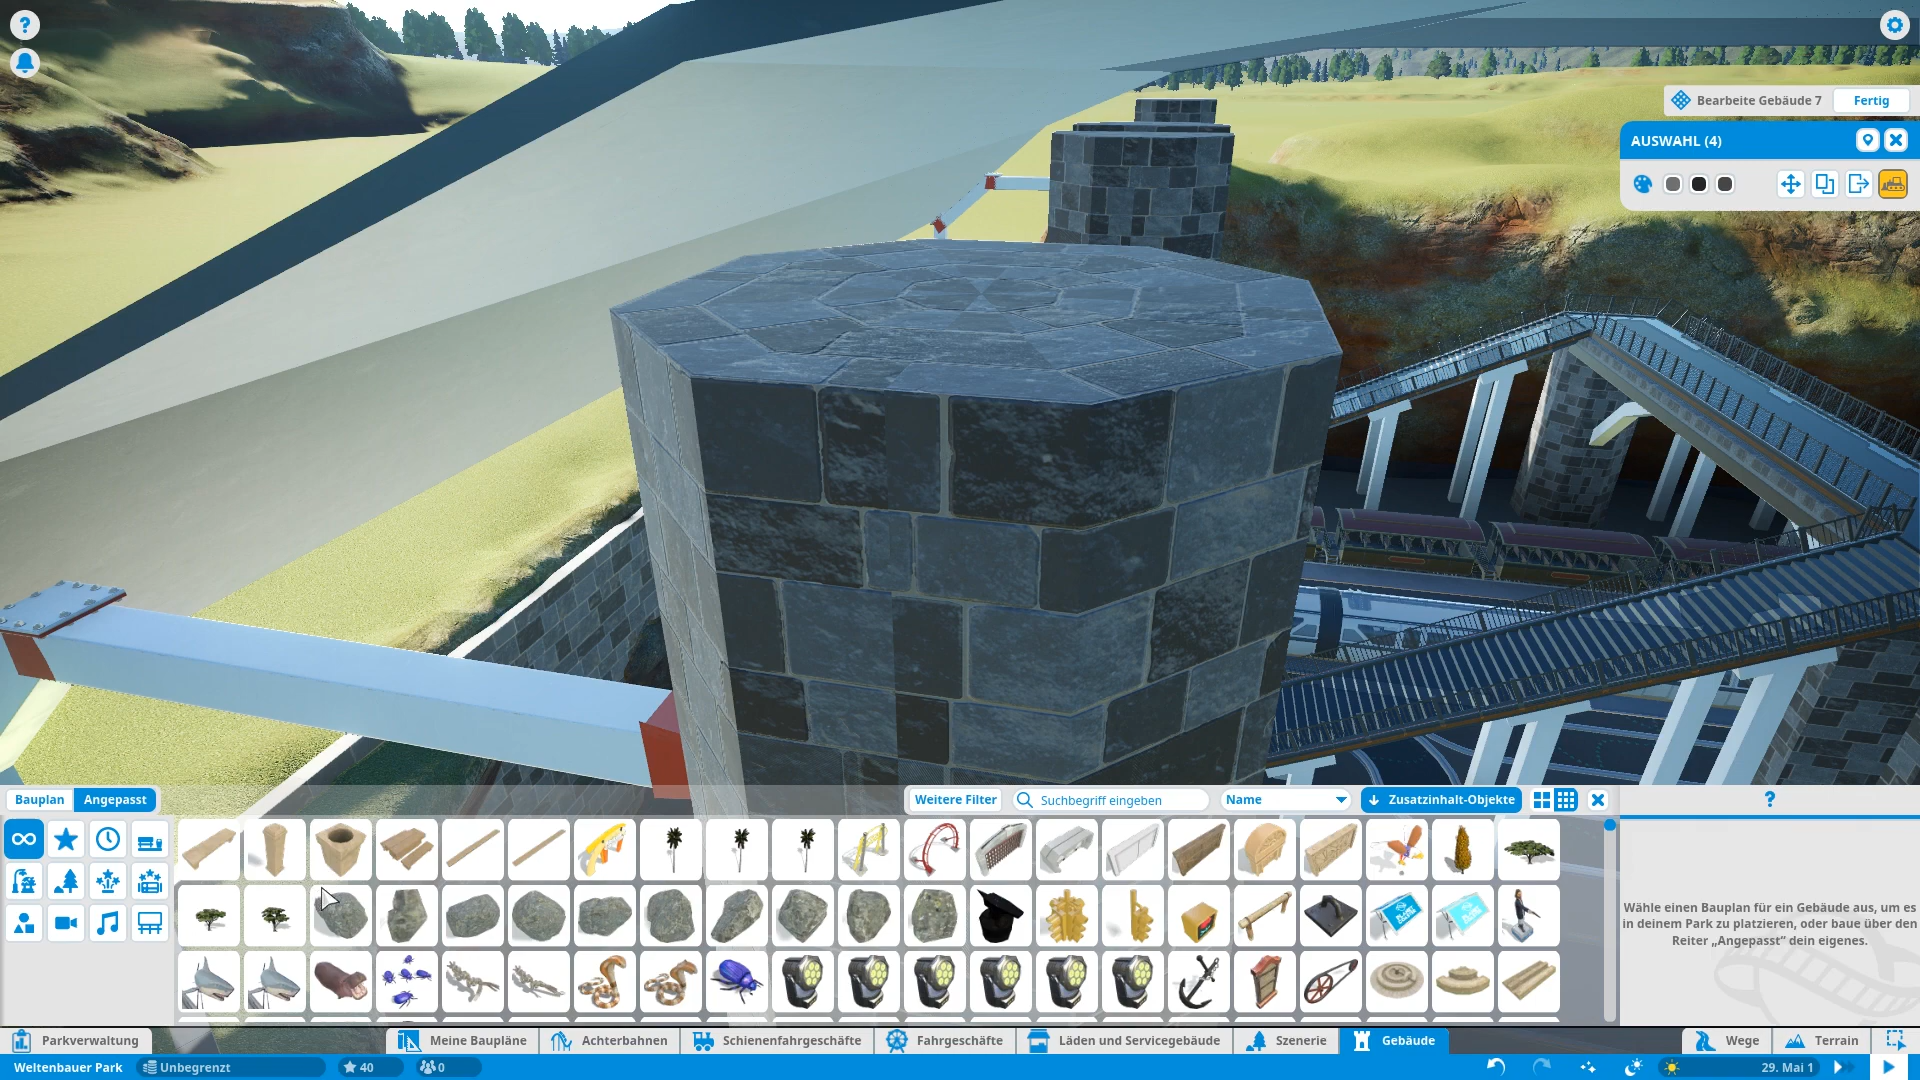 ?
Bearbeite Gebäude 7
Fertig
AUSWAHL (4)
Bauplan
Angepasst
Weitere Filter
Suchbegriff eingeben
Name
Zusatzinhalt-Objekte
?
Wähle einen Bauplan für ein Gebäude aus, um es
in deinem Park zu platzieren, oder baue über den
Reiter „Angepasst“ dein eigenes.
Parkverwaltung
Meine Baupläne
Achterbahnen
Schienenfahrgeschäfte
Fahrgeschäfte
Läden und Servicegebäude
Szenerie
Gebäude
Wege
Terrain
Weltenbauer Park
Unbegrenzt
40
0
29. Mai 1